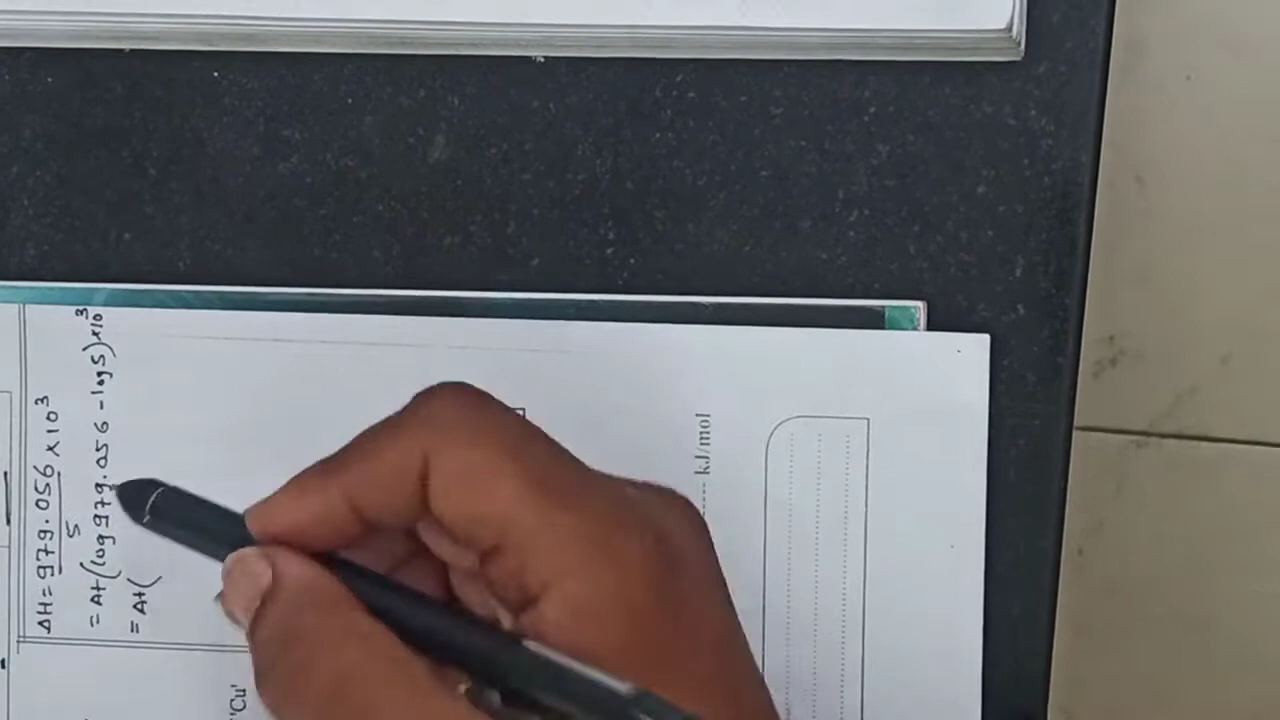 ΔH = 979.056 × 10³
5
= At (log 979.056 - log 5) × 10³
= At (
'Cu'
------ kJ/mol